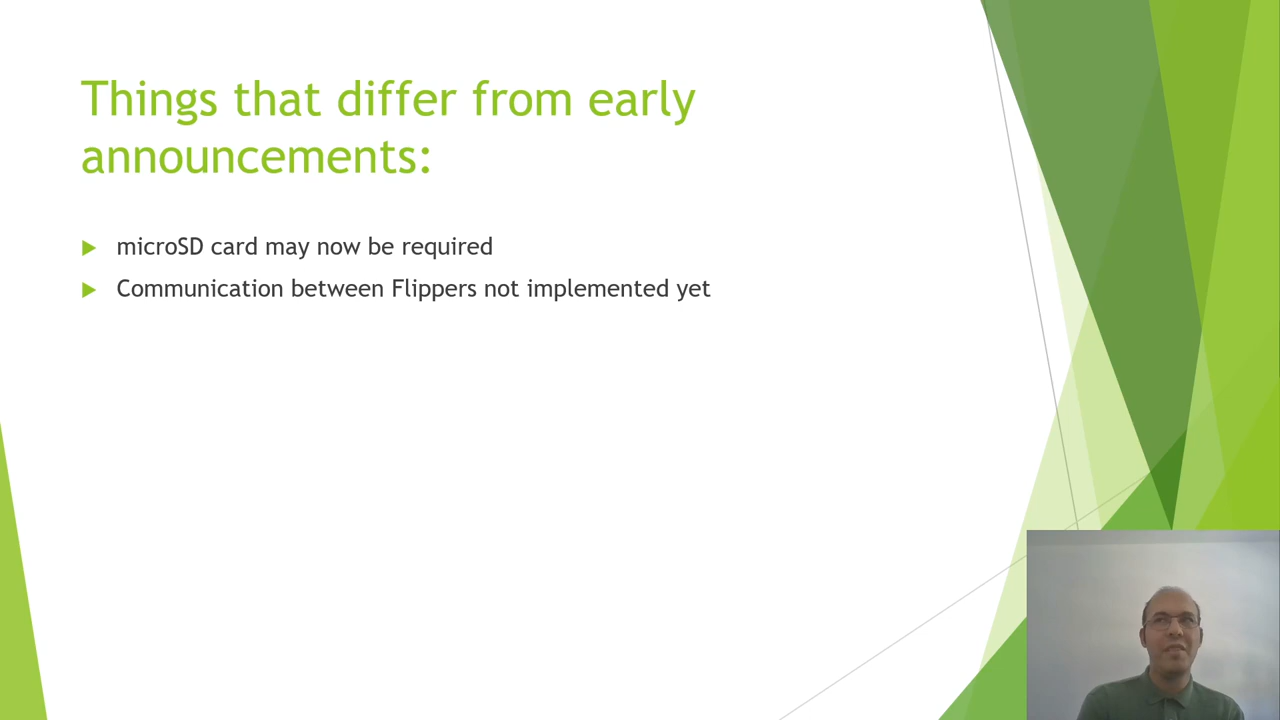 Things that differ from early
announcements:
microSD card may now be required
Communication between Flippers not implemented yet